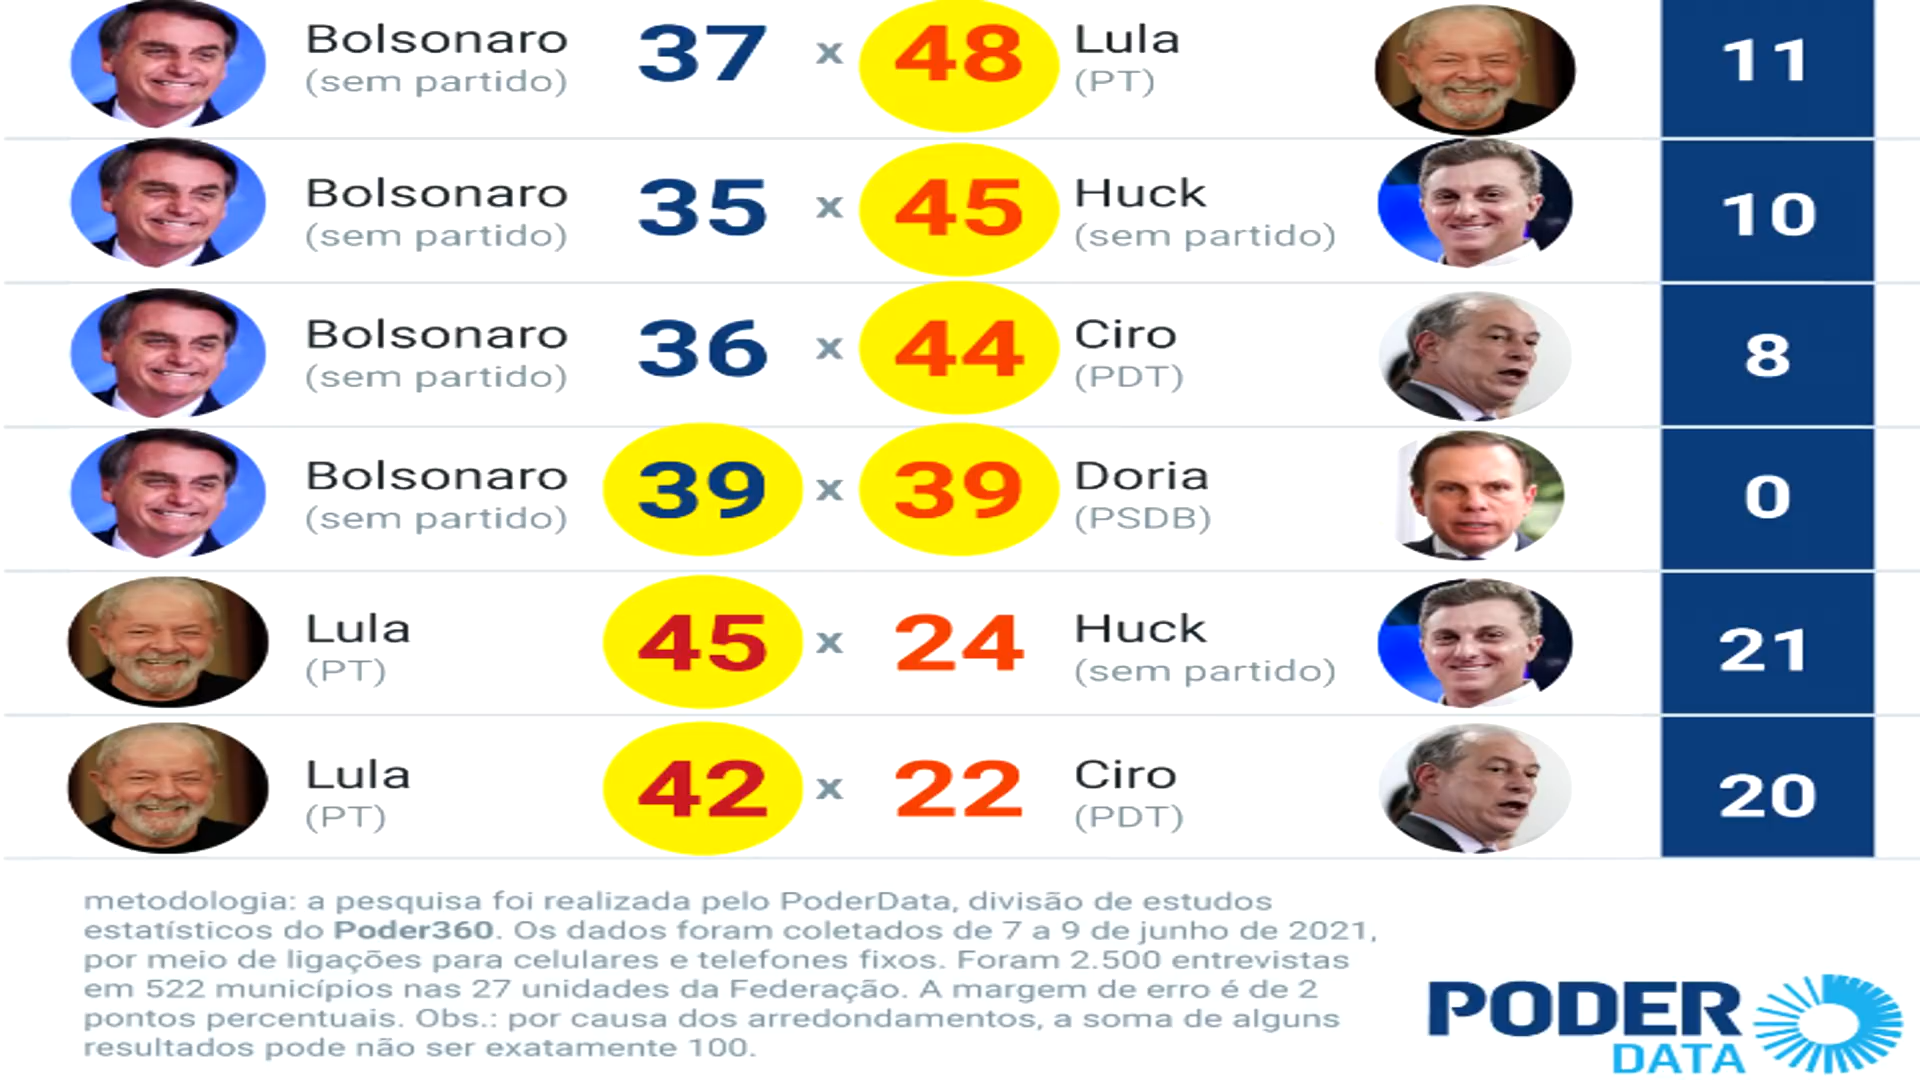 Bolsonaro 37 x 48 Lula 11
(sem partido) (PT)
Bolsonaro 35 x 45 Huck 10
(sem partido) (sem partido)
Bolsonaro 36 x 44 Ciro 8
(sem partido) (PDT)
Bolsonaro 39 x 39 Doria 0
(sem partido) (PSDB)
Lula 45 x 24 Huck 21
(PT) (sem partido)
Lula 42 x 22 Ciro 20
(PT) (PDT)
metodologia: a pesquisa foi realizada pelo PoderData, divisão de estudos
estatísticos do Poder360. Os dados foram coletados de 7 a 9 de junho de 2021,
por meio de ligações para celulares e telefones fixos. Foram 2.500 entrevistas
em 522 municípios nas 27 unidades da Federação. A margem de erro é de 2
pontos percentuais. Obs.: por causa dos arredondamentos, a soma de alguns
resultados pode não ser exatamente 100.
PODER
DATA